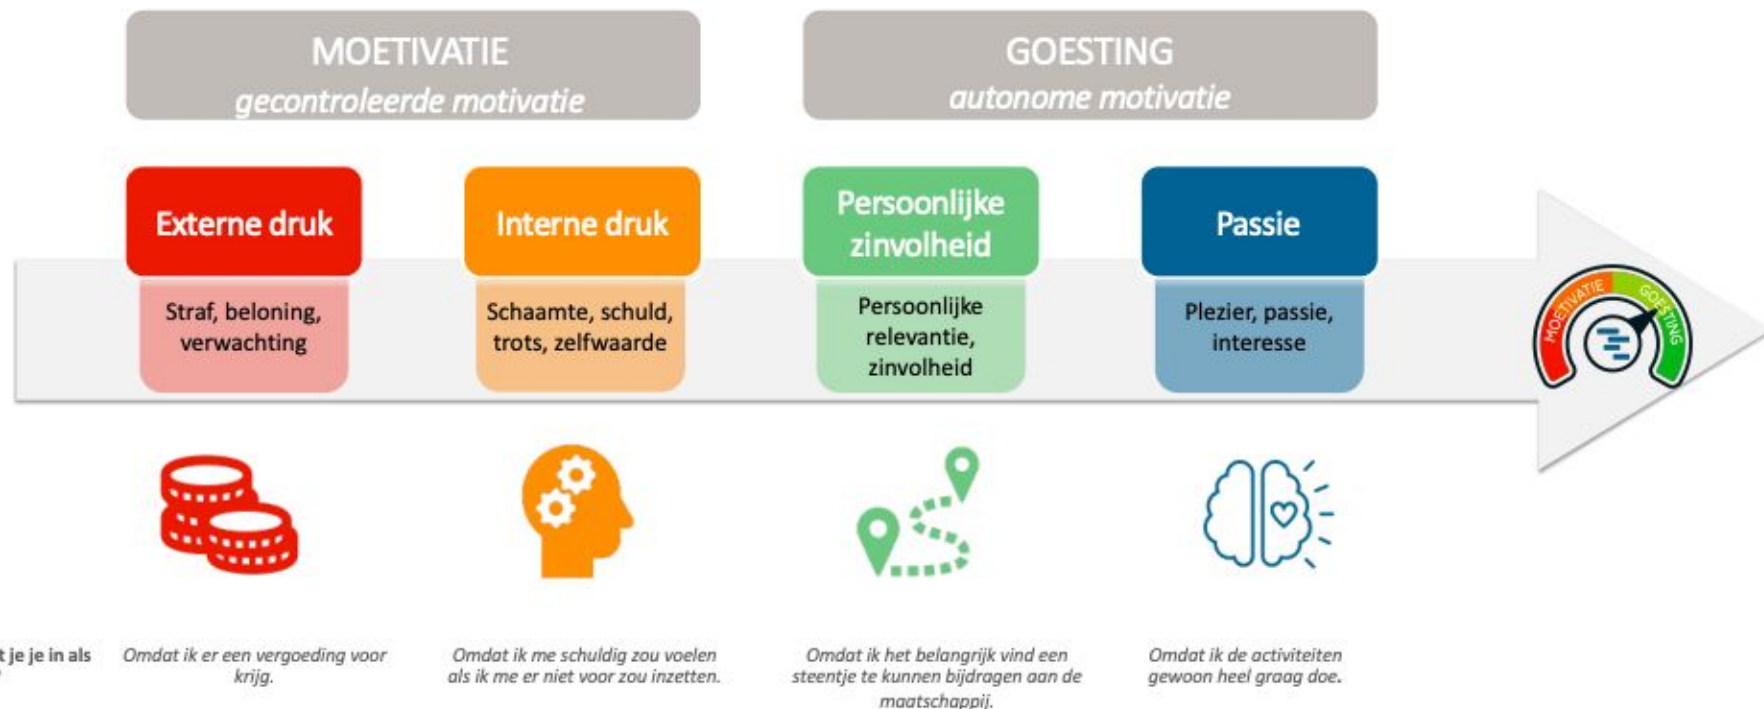 MOETIVATIE
gecontroleerde motivatie
GOESTING
autonome motivatie
Externe druk
Interne druk
Persoonlijke
zinvolheid
Passie
Straf, beloning,
verwachting
Schaamte, schuld,
trots, zelfwaarde
Persoonlijke
relevantie,
zinvolheid
Plezier, passie,
interesse
MOETIVATIE
GOESTING
t je je in als
Omdat ik er een vergoeding voor
krijg.
Omdat ik me schuldig zou voelen
als ik me er niet voor zou inzetten.
Omdat ik het belangrijk vind een
steentje te kunnen bijdragen aan de
maatschappij.
Omdat ik de activiteiten
gewoon heel graag doe.